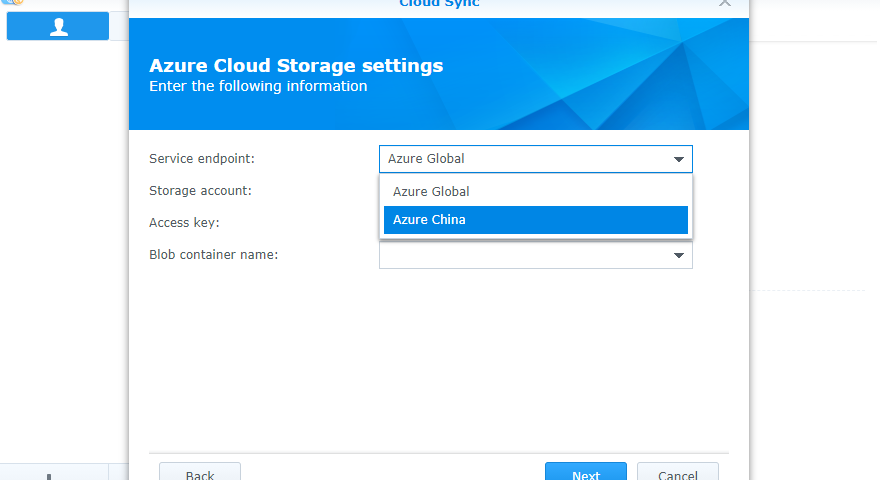 Cloud Sync
Azure Cloud Storage settings
Enter the following information
Service endpoint:
Azure Global
Storage account:
Azure Global
Access key:
Azure China
Blob container name:
Back
Next
Cancel